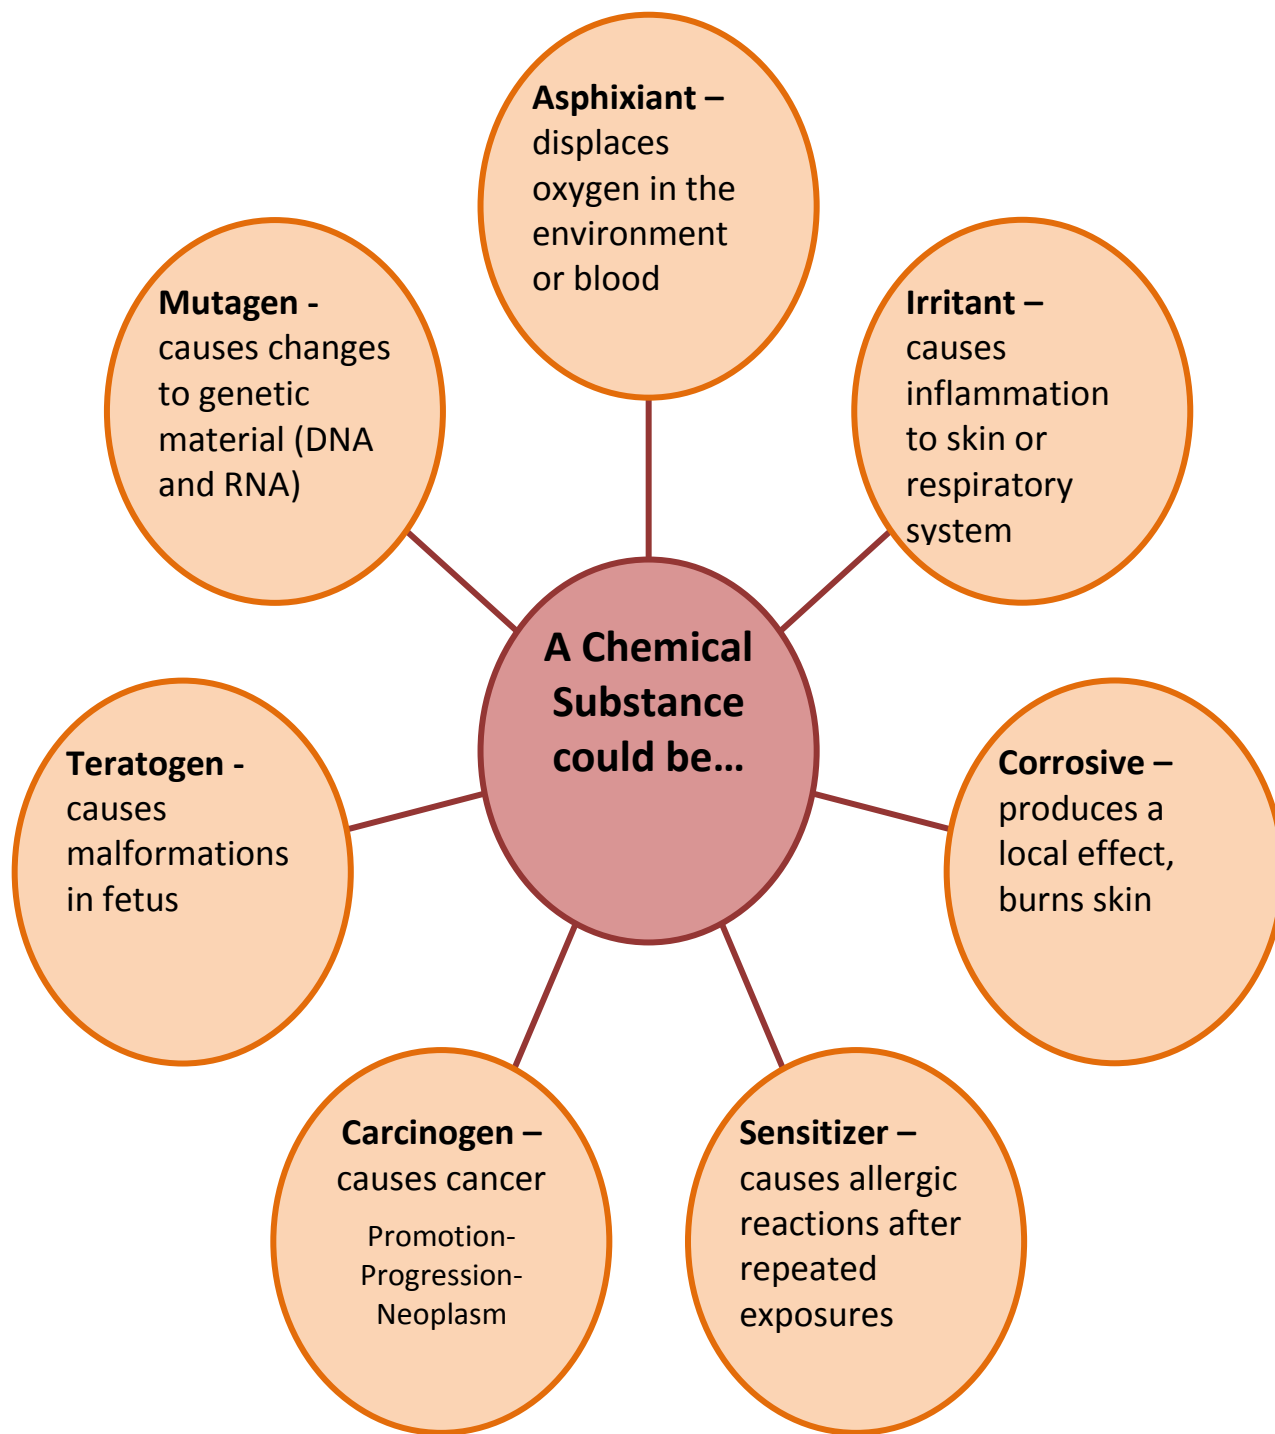 Asphixiant –
displaces
oxygen in the
environment
or blood
Mutagen -
causes changes
to genetic
material (DNA
and RNA)
Irritant –
causes
inflammation
to skin or
respiratory
system
A Chemical
Substance
could be…
Teratogen -
causes
malformations
in fetus
Corrosive –
produces a
local effect,
burns skin
Carcinogen –
causes cancer
Promotion-
Progression-
Neoplasm
Sensitizer –
causes allergic
reactions after
repeated
exposures